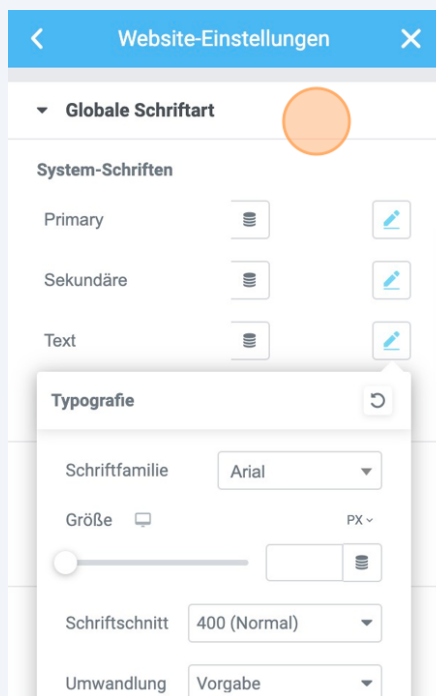 Website-Einstellungen
Globale Schriftart
System-Schriften
Primary
Sekundäre
Text
Typografie
Schriftfamilie Arial
Größe PX
Schriftschnitt 400 (Normal)
Umwandlung Vorgabe